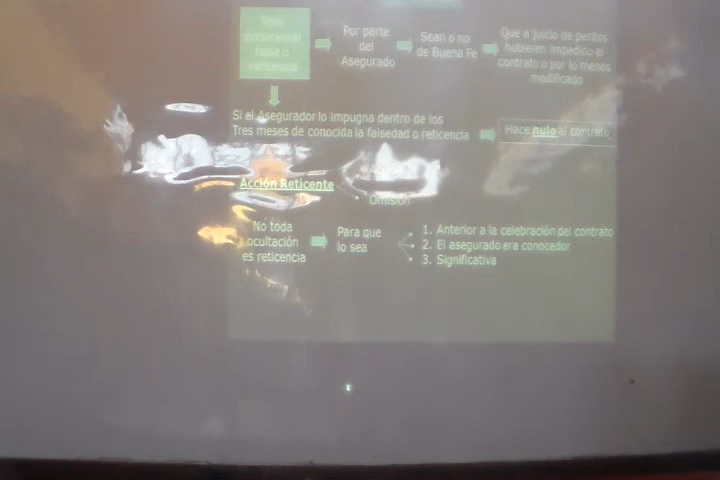 Toda
declaración
falsa o
reticencia
Por parte
del
Asegurado
Sean o no
de Buena Fe
Que a juicio de peritos
hubieren impedido el
contrato o por lo menos
modificado
Si el Asegurador lo impugna dentro de los
Tres meses de conocida la falsedad o reticencia
Hace nulo al contrato
Acción Reticente
Omisión
No toda
ocultación
es reticencia
Para que
lo sea
1. Anterior a la celebración del contrato
2. El asegurado era conocedor
3. Significativa